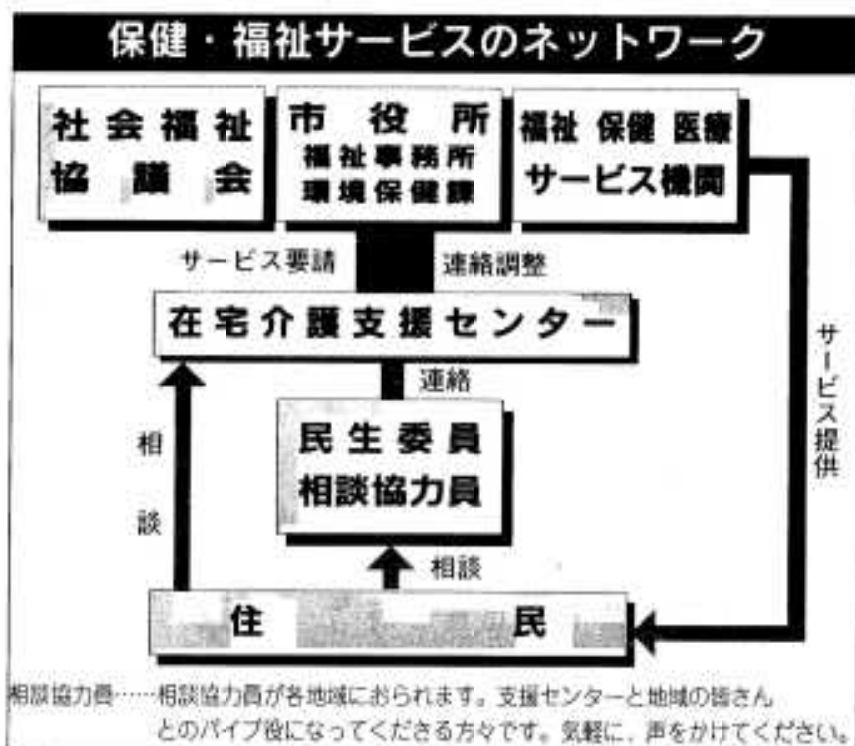 保健・福祉サービスのネットワーク
社会福祉
協議会
市役所
福祉事務所
環境保健課
福祉 保健 医療
サービス機関
サービス要請
連絡調整
在宅介護支援センター
連絡
サービス提供
相談
民生委員
相談協力員
相談
住民
相談協力員……相談協力員が各地域におられます。支援センターと地域の皆さん
とのパイプ役になってくださる方々です。気軽に、声をかけてください。